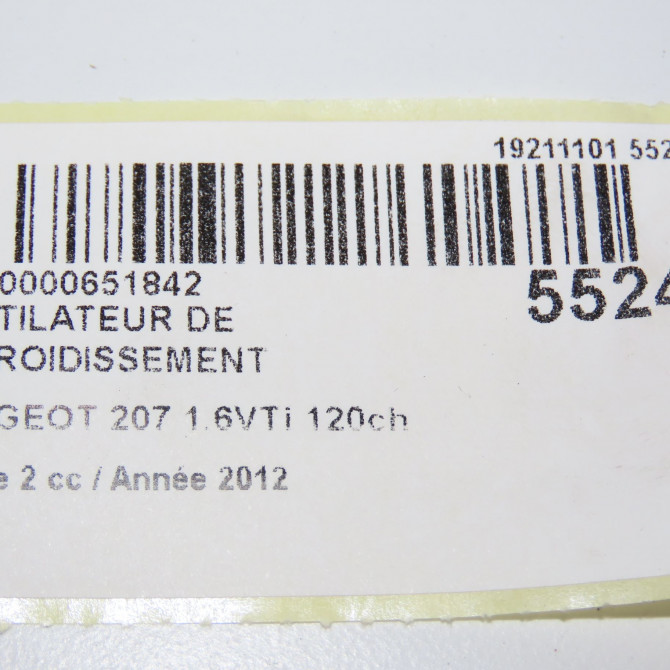 19211101 552
0000651842
5524
TILATEUR DE
ROIDISSEMENT
GEOT 207 1.6VTi 120ch
e 2 cc / Année 2012